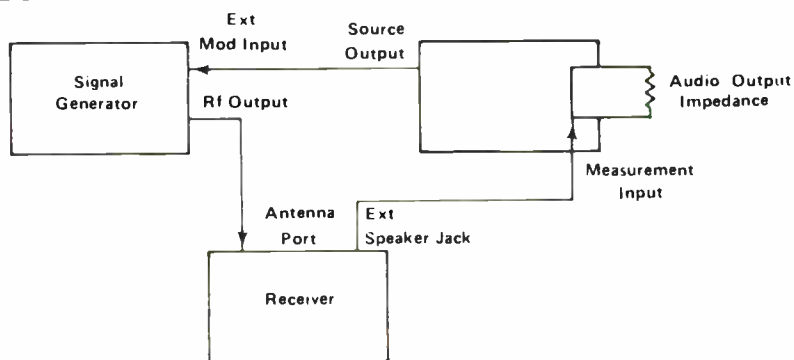 Ext
Mod Input
Source
Output
Signal
Generator
Rf Output
Audio Output
Impedance
Measurement
Input
Antenna
Port
Ext
Speaker Jack
Receiver